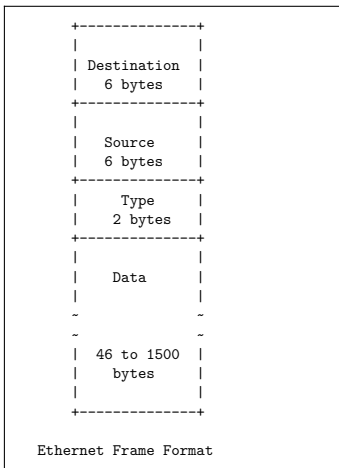 Destination
6 bytes
Source
6 bytes
Type
2 bytes
Data
46 to 1500
bytes
Ethernet Frame Format